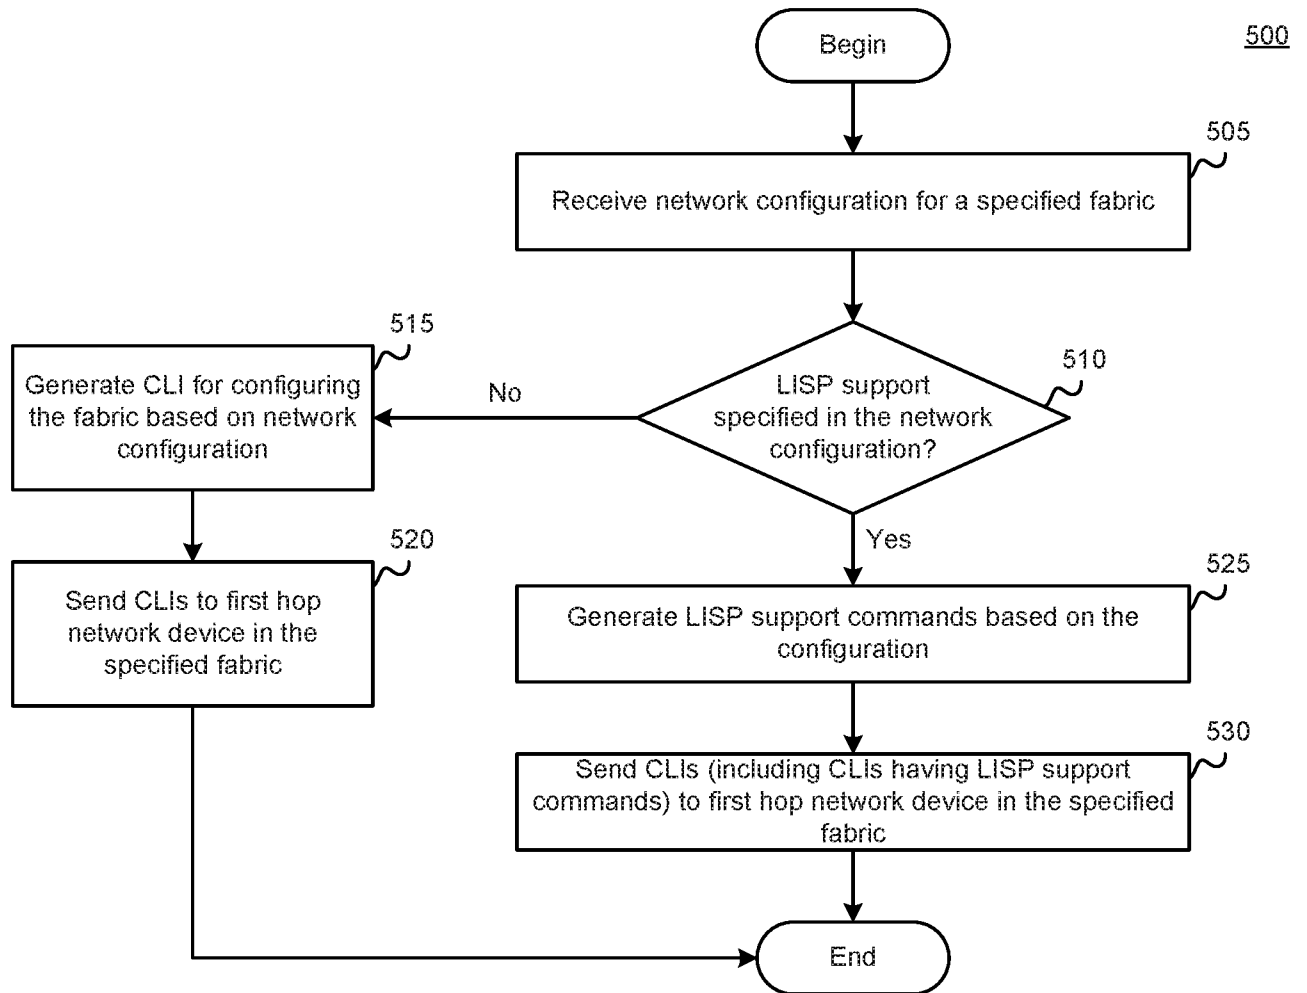 Begin
500
505
Receive network configuration for a specified fabric
510
LISP support
specified in the network
configuration?
No
515
Generate CLI for configuring
the fabric based on network
configuration
520
Send CLIs to first hop
network device in the
specified fabric
Yes
525
Generate LISP support commands based on the
configuration
530
Send CLIs (including CLIs having LISP support
commands) to first hop network device in the specified
fabric
End